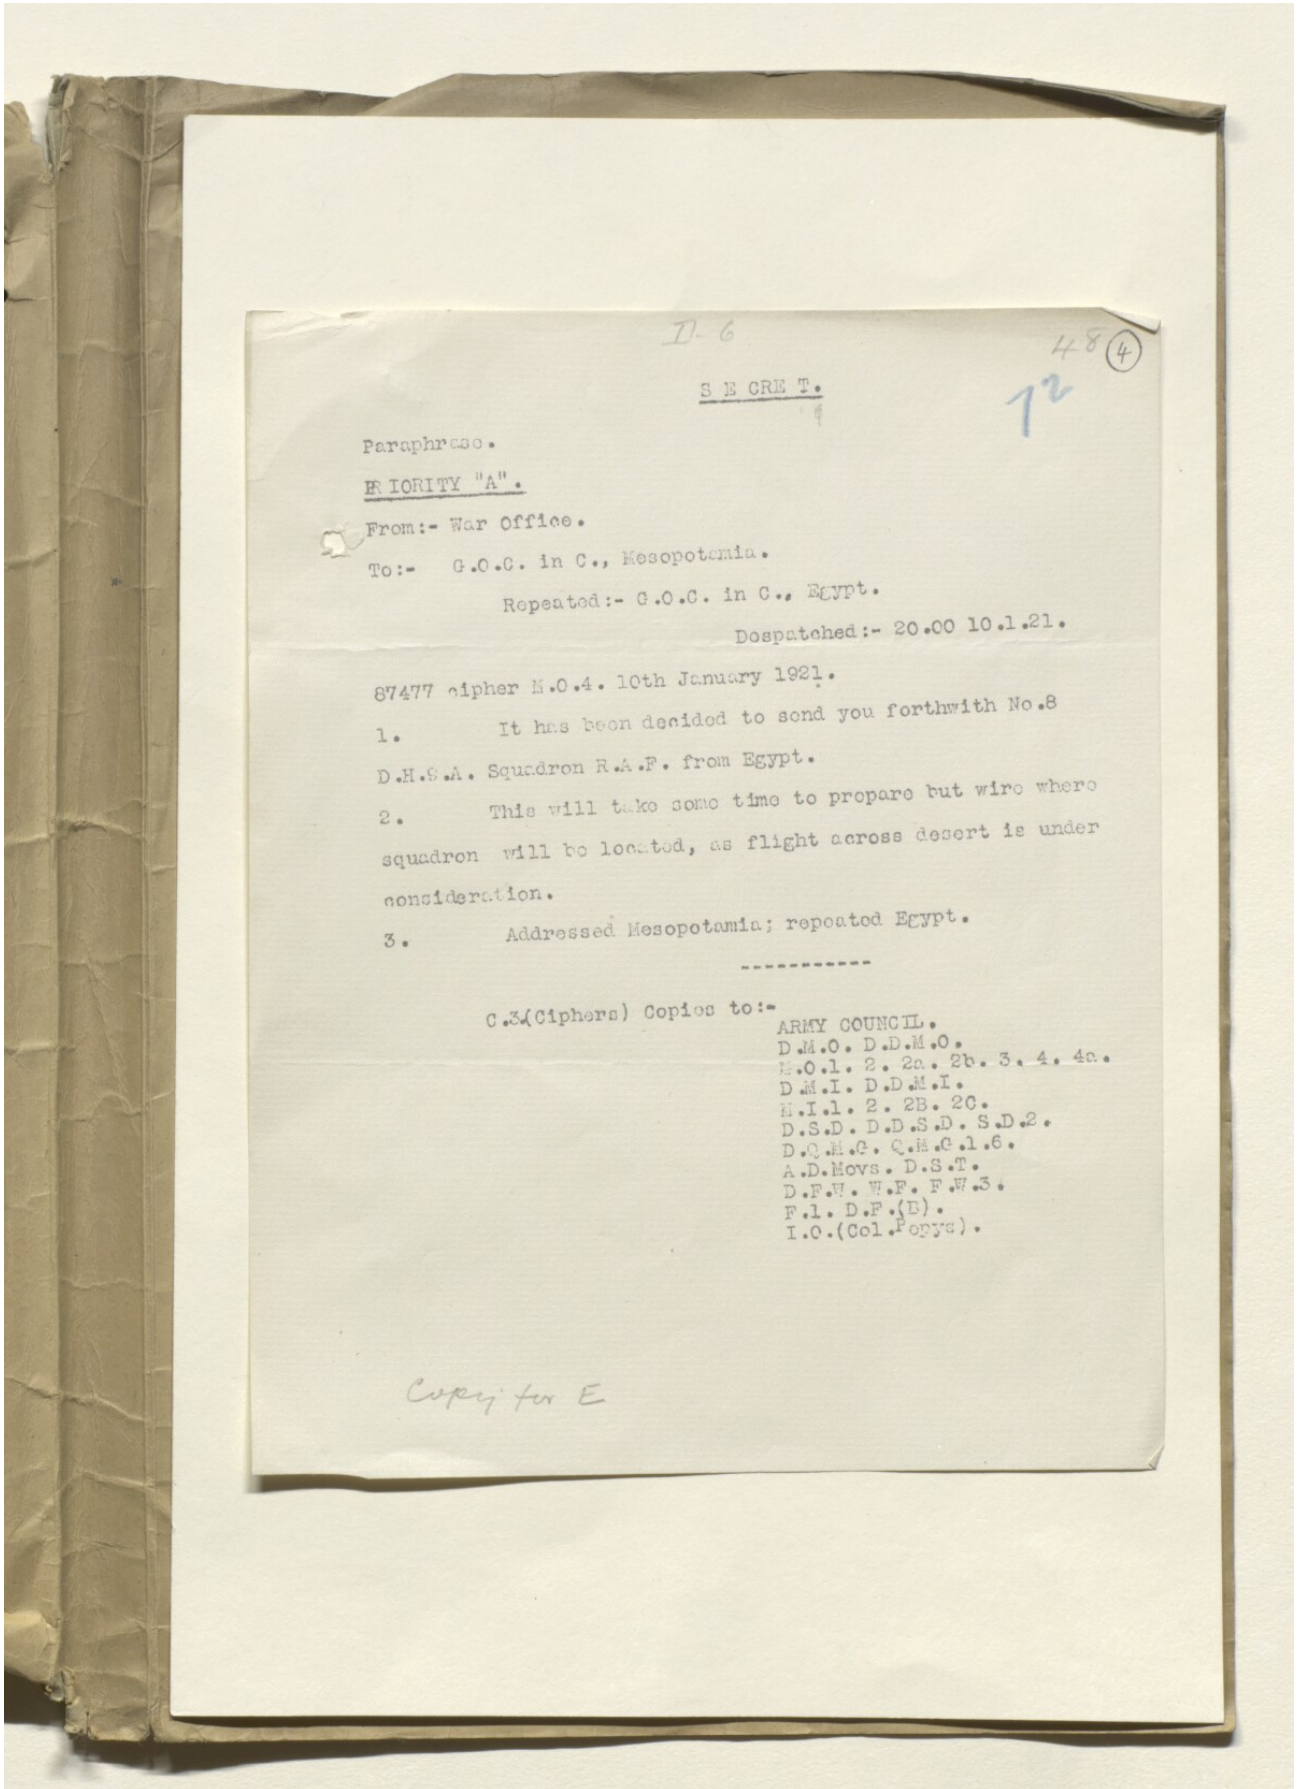 D-6
48 4
12
S E CRE T.
Paraphrase.
PRIORITY "A".
From:- War Office.
To:- G.O.C. in C., Mesopotamia.
Repeated:- G.O.C. in C., Egypt.
Dospatched:- 20.00 10.1.21.
87477 cipher M.O.4. 10th January 1921.
1. It has been decided to send you forthwith No.8
D.H.9.A. Squadron R.A.F. from Egypt.
2. This will take some time to prepare but wire where
squadron will be located, as flight across desert is under
consideration.
3. Addressed Mesopotamia; repeated Egypt.
-----------
C.3.(Ciphers) Copies to:-
ARMY COUNCIL.
D.M.O. D.D.M.O.
M.O.1. 2. 2a. 2b. 3. 4. 4a.
D.M.I. D.D.M.I.
M.I.1. 2. 2B. 2C.
D.S.D. D.D.S.D. S.D.2.
D.Q.M.G. Q.M.G.1.6.
A.D.Movs. D.S.T.
D.F.W. W.F. F.W.3.
F.1. D.F.(B).
I.O.(Col.Popys).
Copy for E